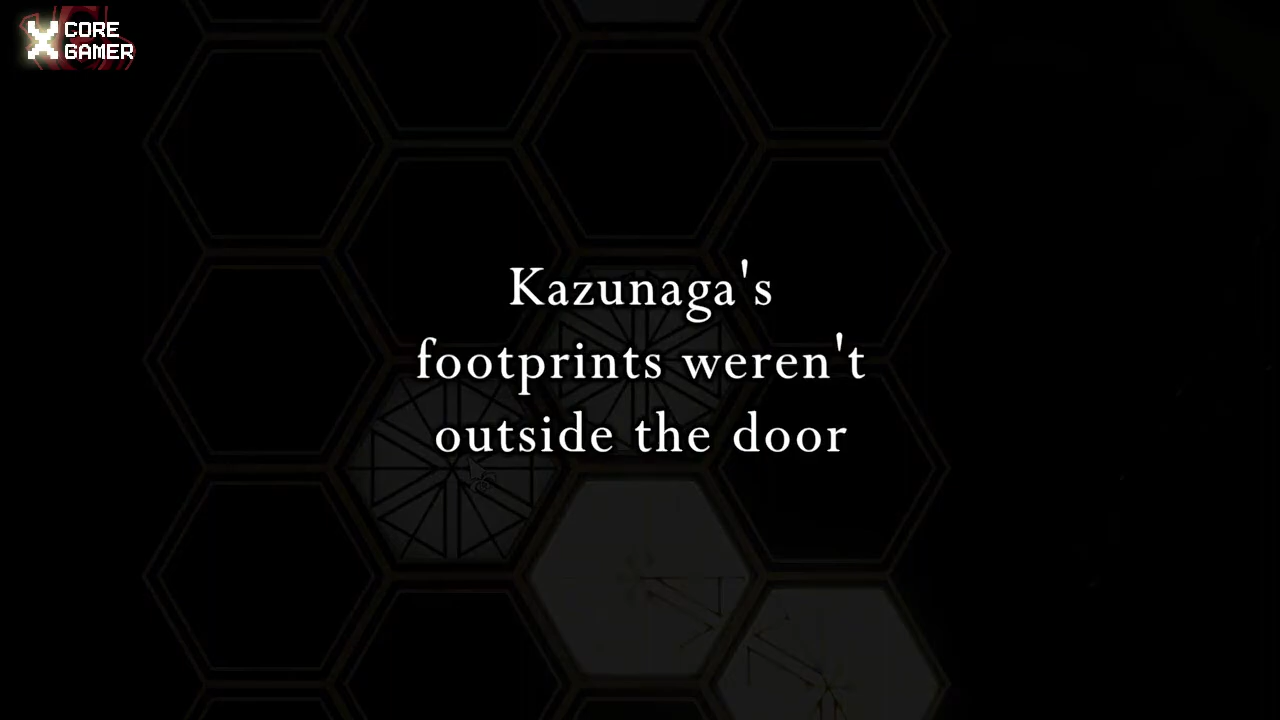 CORE
GAMER
Kazunaga's
footprints weren't
outside the door